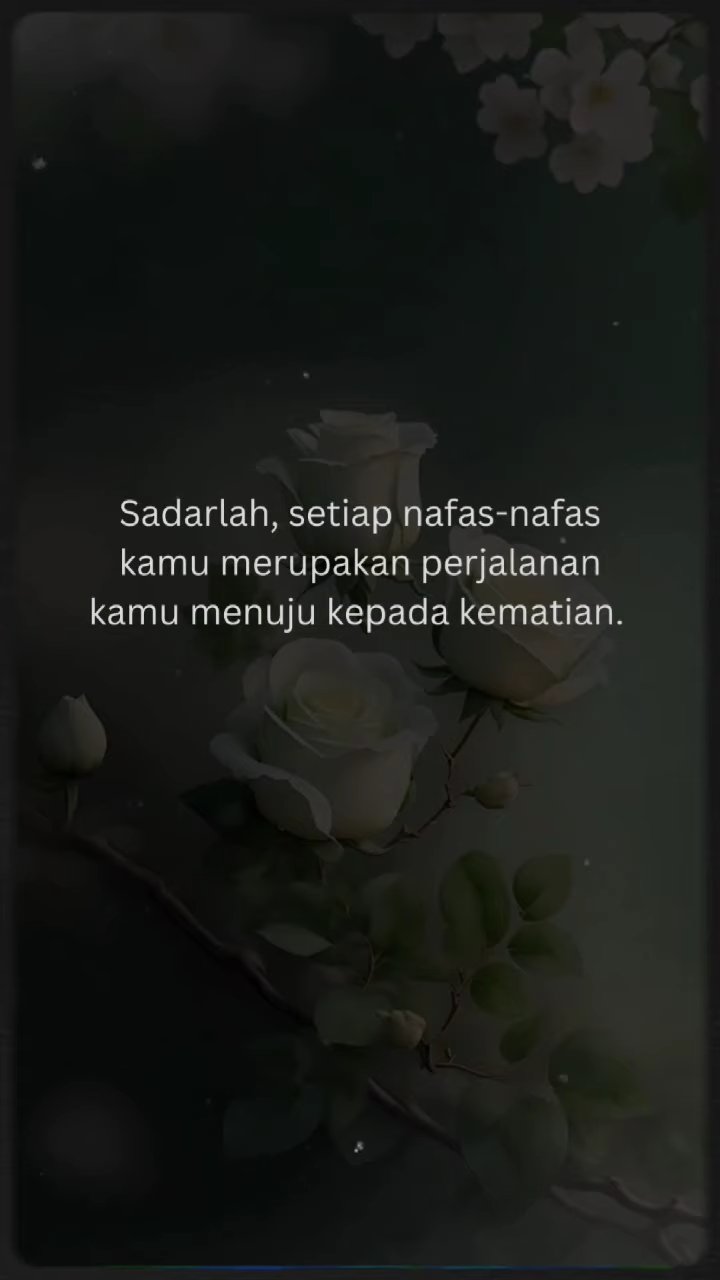 Sadarlah, setiap nafas-nafas
kamu merupakan perjalanan
kamu menuju kepada kematian.